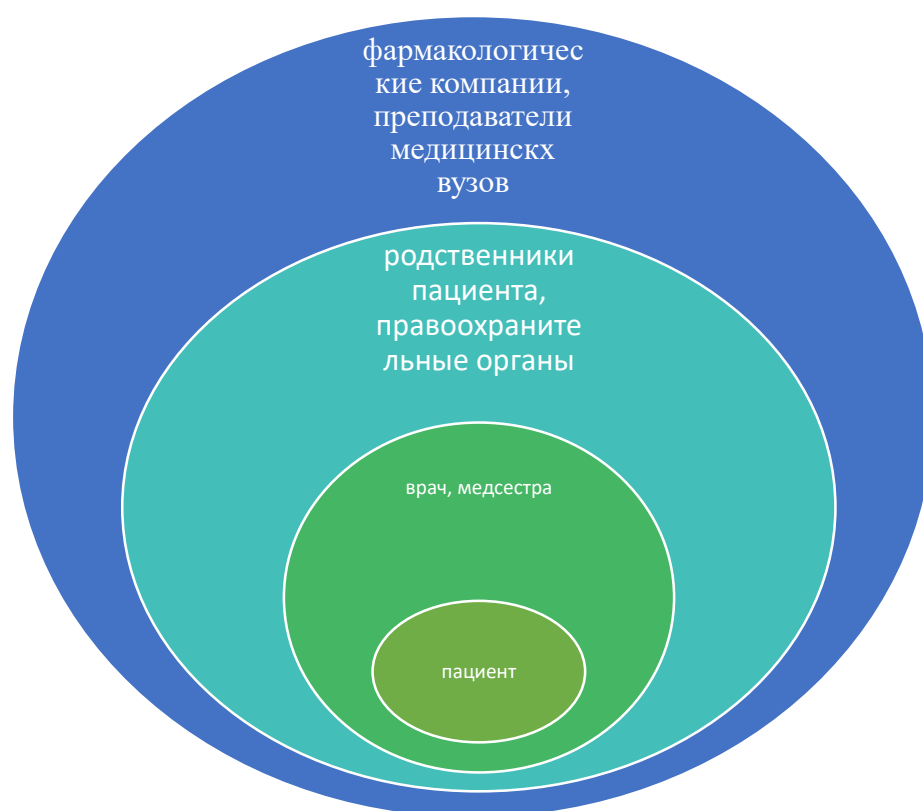 фармакологичес
кие компании,
преподаватели
медицинскх
вузов
родственники
пациента,
правоохраните
льные органы
врач, медсестра
пациент